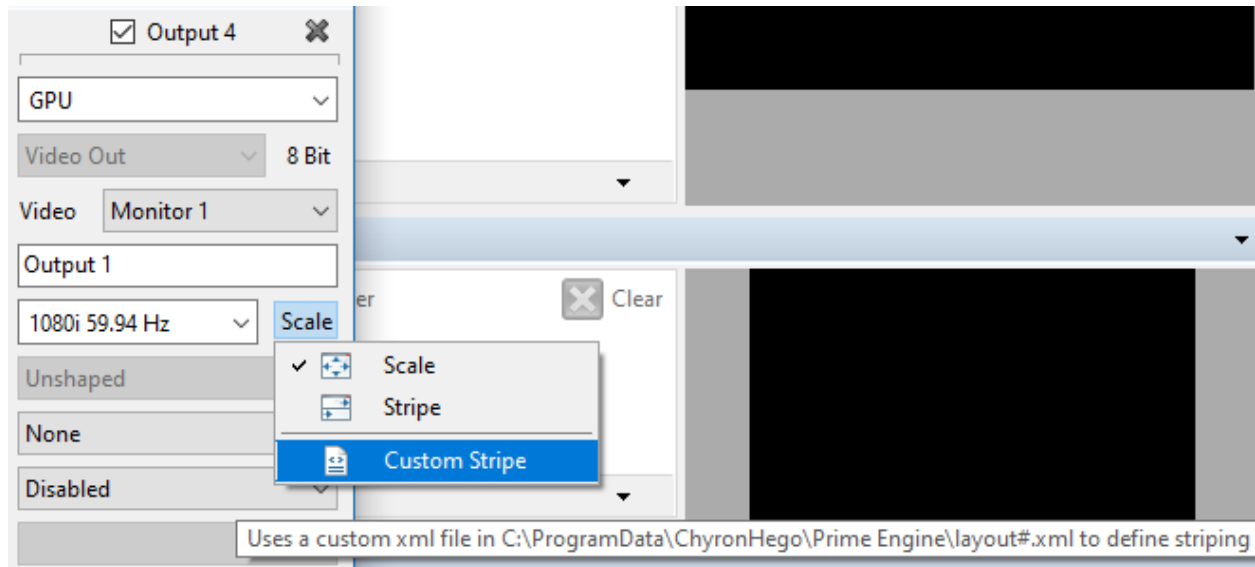 Output 4
GPU
Video Out 8 Bit
Video Monitor 1
Output 1
1080i 59.94 Hz Scale
er Clear
Unshaped
Scale
Stripe
None
Custom Stripe
Disabled
Uses a custom xml file in C:\ProgramData\ChyronHego\Prime Engine\layout#.xml to define striping